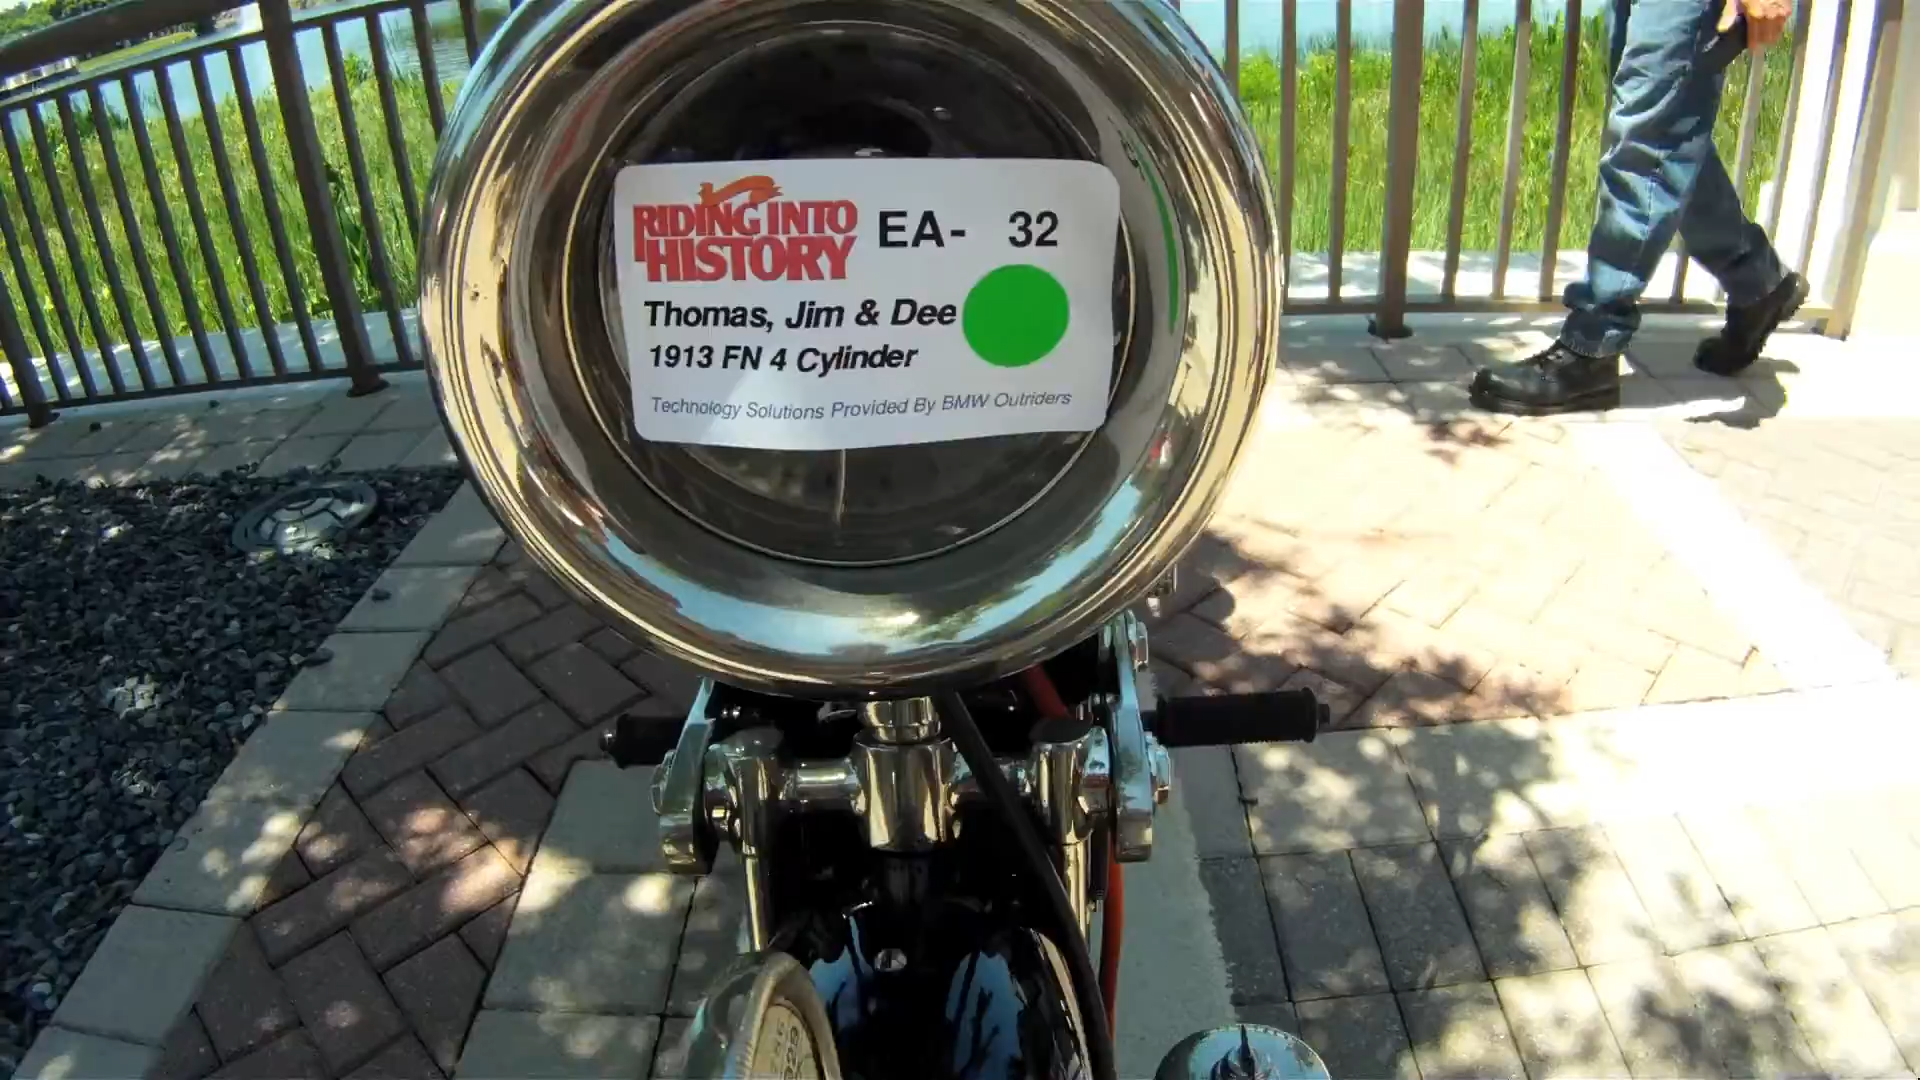 RIDING INTO
HISTORY
EA- 32
Thomas, Jim & Dee
1913 FN 4 Cylinder
Technology Solutions Provided By BMW Outriders